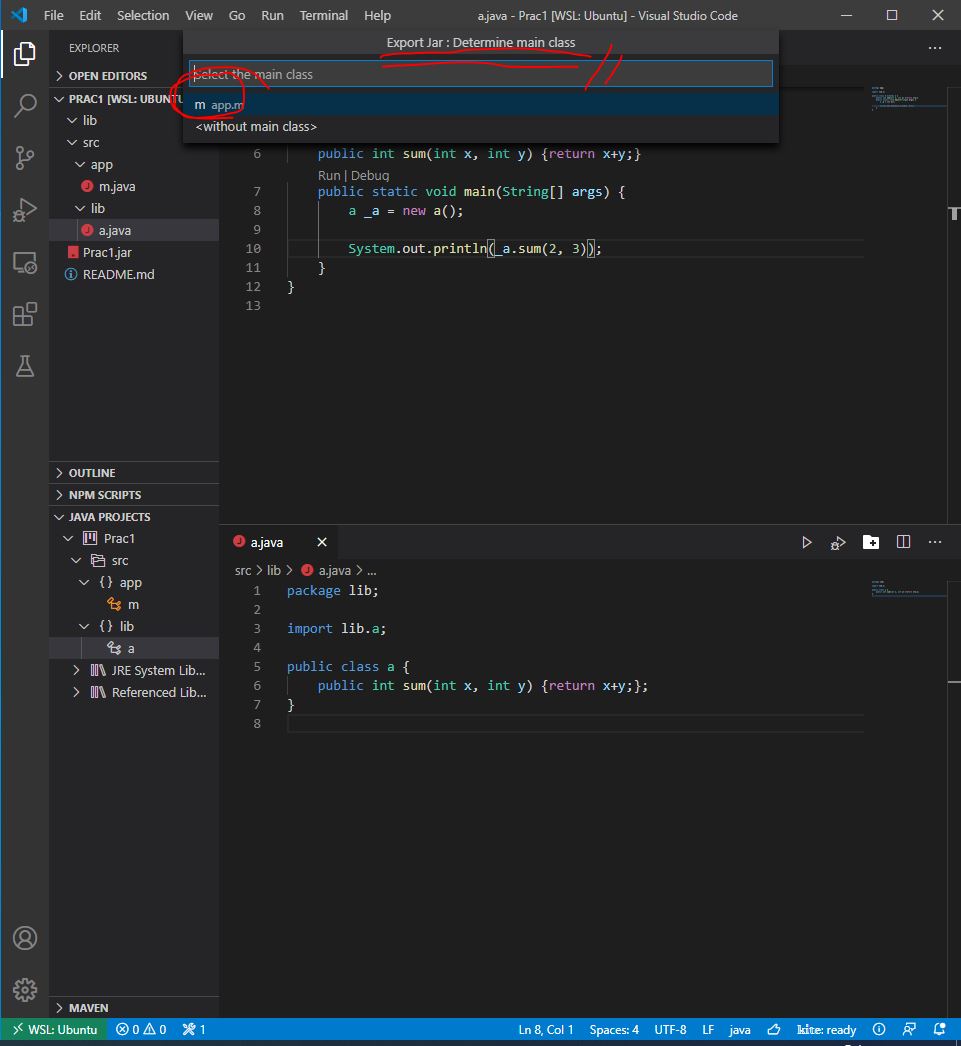 File Edit Selection View Go Run Terminal Help a.java - Prac1 [WSL: Ubuntu] - Visual Studio Code
EXPLORER
Export Jar : Determine main class
OPEN EDITORS
Select the main class
PRAC1 [WSL: UBUNTU
m app.m
<without main class>
lib
src
app
m.java
lib
a.java
Prac1.jar
README.md
6 public int sum(int x, int y) {return x+y;}
Run | Debug
7 public static void main(String[] args) {
8 a _a = new a();
9
10 System.out.println(_a.sum(2, 3));
11 }
12 }
13
OUTLINE
NPM SCRIPTS
JAVA PROJECTS
Prac1
src
app
m
lib
a
JRE System Lib...
Referenced Lib...
MAVEN
a.java
src > lib > a.java > ...
1 package lib;
2
3 import lib.a;
4
5 public class a {
6 public int sum(int x, int y) {return x+y;};
7 }
8
WSL: Ubuntu 0 0 1 Ln 8, Col 1 Spaces: 4 UTF-8 LF java kite: ready